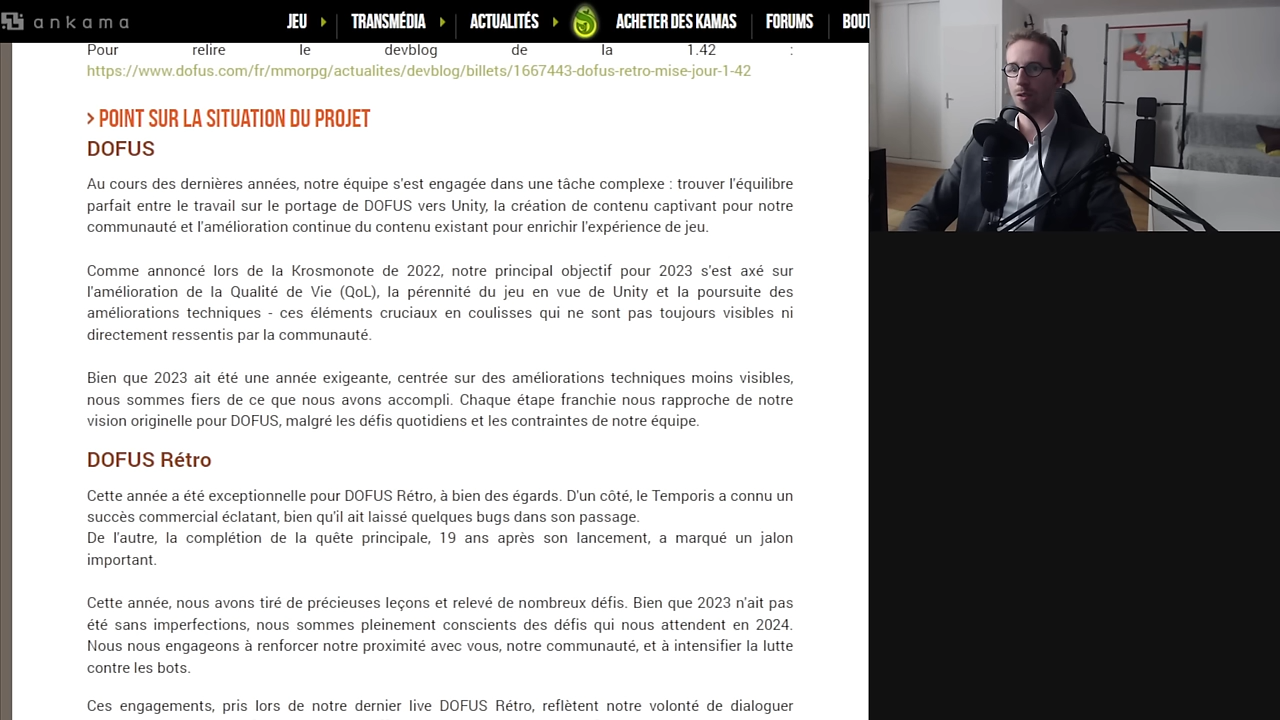 ankama
JEU
TRANSMÉDIA
ACTUALITÉS
ACHETER DES KAMAS
FORUMS
BOUT
Pour relire le devblog de la 1.42 :
https://www.dofus.com/fr/mmorpg/actualites/devblog/billets/1667443-dofus-retro-mise-jour-1-42
> POINT SUR LA SITUATION DU PROJET
DOFUS
Au cours des dernières années, notre équipe s'est engagée dans une tâche complexe : trouver l'équilibre
parfait entre le travail sur le portage de DOFUS vers Unity, la création de contenu captivant pour notre
communauté et l'amélioration continue du contenu existant pour enrichir l'expérience de jeu.
Comme annoncé lors de la Krosmonote de 2022, notre principal objectif pour 2023 s'est axé sur
l'amélioration de la Qualité de Vie (QoL), la pérennité du jeu en vue de Unity et la poursuite des
améliorations techniques - ces éléments cruciaux en coulisses qui ne sont pas toujours visibles ni
directement ressentis par la communauté.
Bien que 2023 ait été une année exigeante, centrée sur des améliorations techniques moins visibles,
nous sommes fiers de ce que nous avons accompli. Chaque étape franchie nous rapproche de notre
vision originelle pour DOFUS, malgré les défis quotidiens et les contraintes de notre équipe.
DOFUS Rétro
Cette année a été exceptionnelle pour DOFUS Rétro, à bien des égards. D'un côté, le Temporis a connu un
succès commercial éclatant, bien qu'il ait laissé quelques bugs dans son passage.
De l'autre, la complétion de la quête principale, 19 ans après son lancement, a marqué un jalon
important.
Cette année, nous avons tiré de précieuses leçons et relevé de nombreux défis. Bien que 2023 n'ait pas
été sans imperfections, nous sommes pleinement conscients des défis qui nous attendent en 2024.
Nous nous engageons à renforcer notre proximité avec vous, notre communauté, et à intensifier la lutte
contre les bots.
Ces engagements, pris lors de notre dernier live DOFUS Rétro, reflètent notre volonté de dialoguer